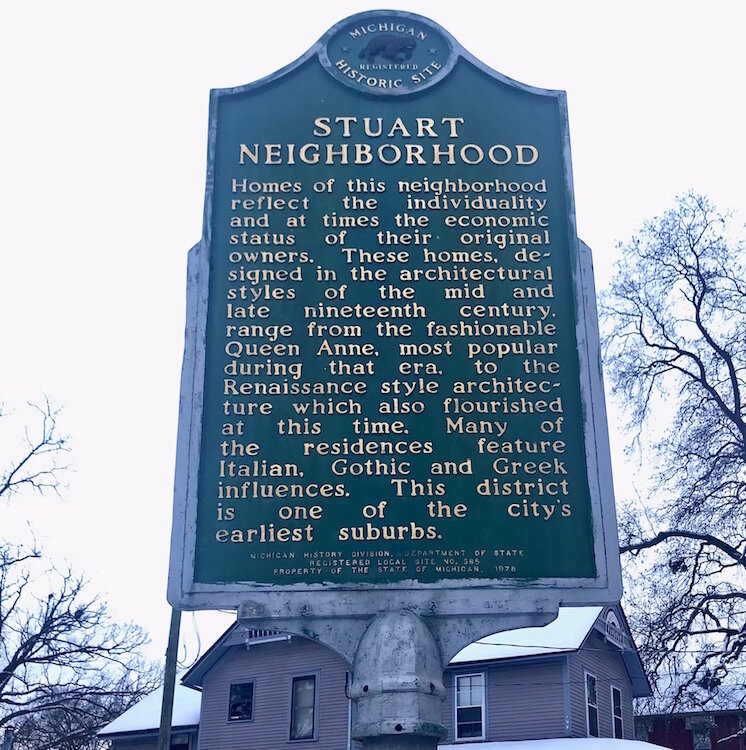 MICHIGAN
REGISTERED
HISTORIC SITE
STUART
NEIGHBORHOOD
Homes of this neighborhood
reflect the individuality
and at times the economic
status of their original
owners. These homes, de-
signed in the architectural
styles of the mid and
late nineteenth century,
range from the fashionable
Queen Anne, most popular
during that era, to the
Renaissance style architec-
ture which also flourished
at this time. Many of
the residences feature
Italian, Gothic and Greek
influences. This district
is one of the city's
earliest suburbs.
MICHIGAN HISTORY DIVISION, DEPARTMENT OF STATE
REGISTERED LOCAL SITE NO. 365
PROPERTY OF THE STATE OF MICHIGAN, 1976